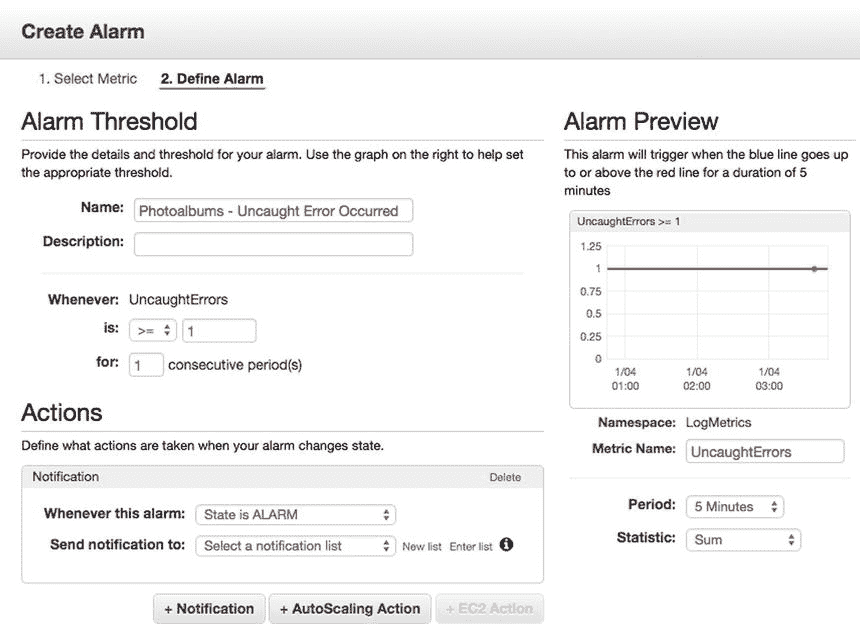 Create Alarm
1. Select Metric 2. Define Alarm
Alarm Threshold
Provide the details and threshold for your alarm. Use the graph on the right to help set
the appropriate threshold.
Name: Photoalbums - Uncaught Error Occurred
Description:
Whenever: UncaughtErrors
is: >= 1
for: 1 consecutive period(s)
Actions
Define what actions are taken when your alarm changes state.
Notification Delete
Whenever this alarm: State is ALARM
Send notification to: Select a notification list New list Enter list
+ Notification + AutoScaling Action + EC2 Action
Alarm Preview
This alarm will trigger when the blue line goes up
to or above the red line for a duration of 5
minutes
UncaughtErrors >= 1
1.25
1
0.75
0.5
0.25
0
1/04 1/04 1/04
01:00 02:00 03:00
Namespace: LogMetrics
Metric Name: UncaughtErrors
Period: 5 Minutes
Statistic: Sum